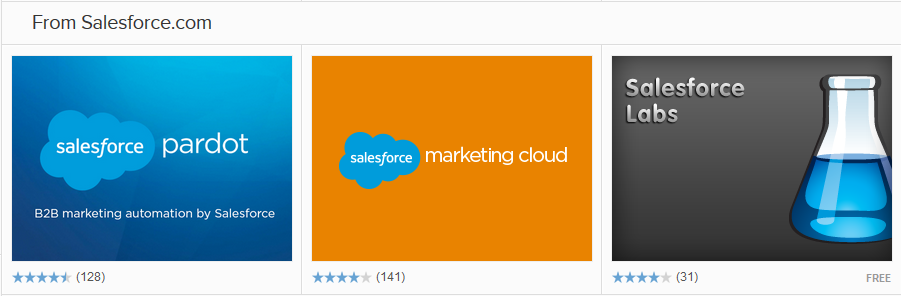 From Salesforce.com
salesforce pardot
B2B marketing automation by Salesforce
(128)
salesforce marketing cloud
(141)
Salesforce
Labs
(31)
FREE